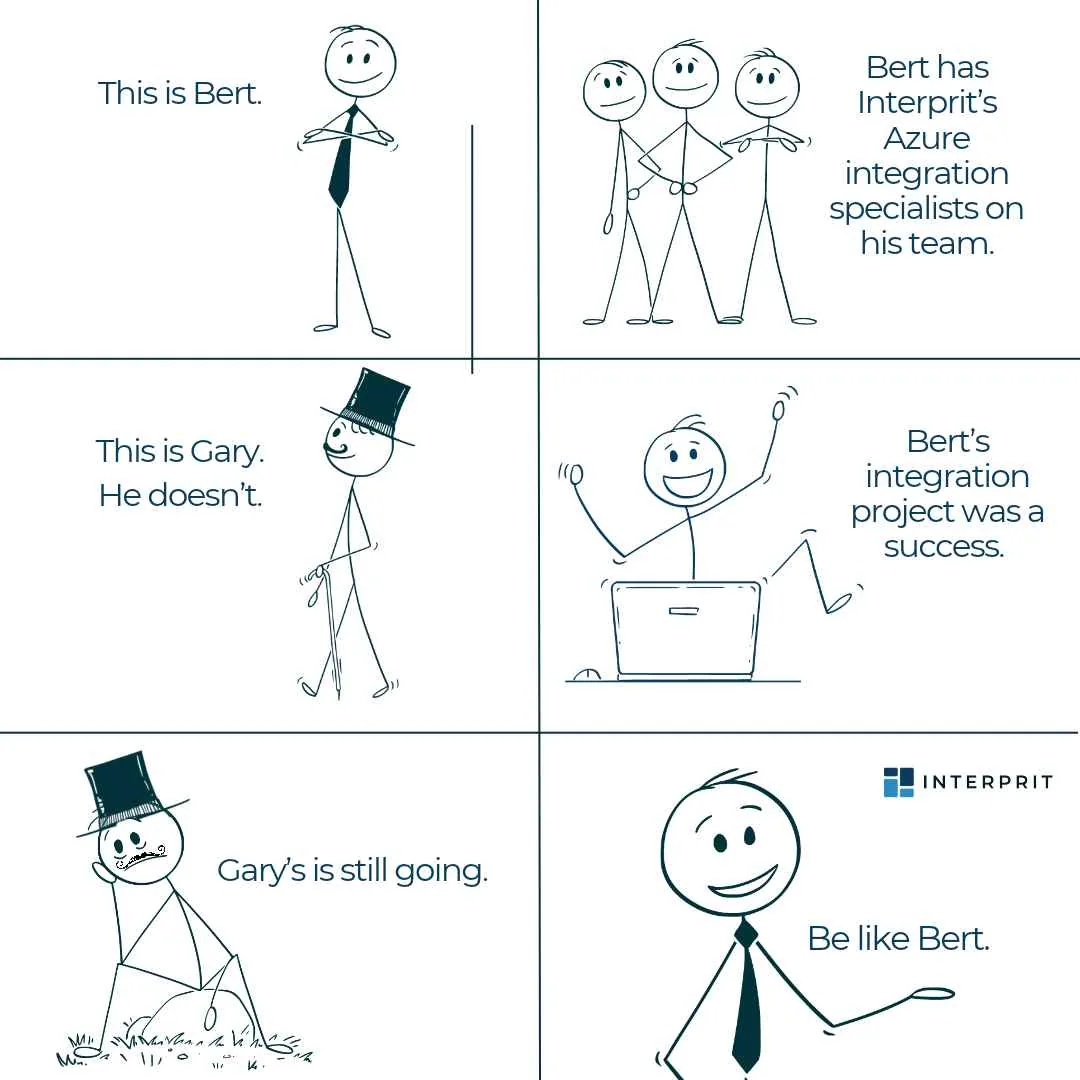 This is Bert.
Bert has
Interprit's
Azure
integration
specialists on
his team.
This is Gary.
He doesn't.
Bert's
integration
project was a
success.
Gary's is still going.
INTERPRIT
Be like Bert.